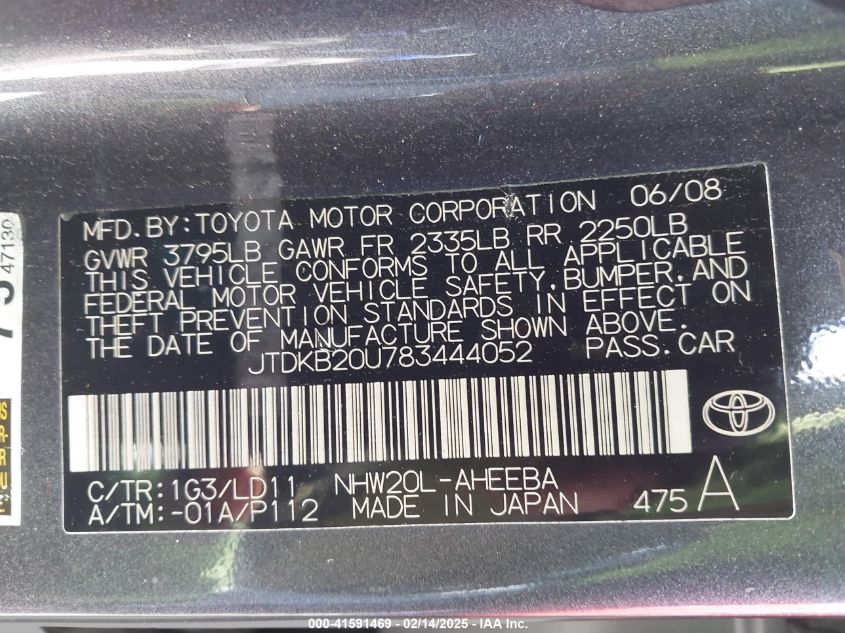 MFD. BY: TOYOTA MOTOR CORPORATION 06/08
GVWR 3795LB GAWR FR 2335LB RR 2250LB
THIS VEHICLE CONFORMS TO ALL APPLICABLE
FEDERAL MOTOR VEHICLE SAFETY, BUMPER, AND
THEFT PREVENTION STANDARDS IN EFFECT ON
THE DATE OF MANUFACTURE SHOWN ABOVE.
JTDKB20U783444052 PASS. CAR
C/TR: 1G3/LD11 NHW20L-AHEEBA
A/TM: -01A/P112 MADE IN JAPAN 475 A
47130
000-41591469 - 02/14/2025 - IAAI.COM